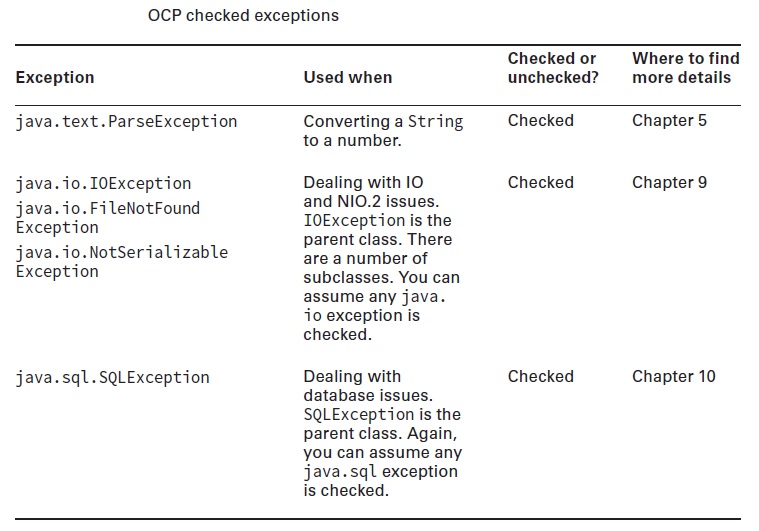 OCP checked exceptions
Exception Used when Checked or unchecked? Where to find more details
java.text.ParseException Converting a String Checked Chapter 5
to a number.
java.io.IOException Dealing with IO Checked Chapter 9
java.io.FileNotFound and NIO.2 issues.
Exception IOException is the
java.io.NotSerializable parent class. There
Exception are a number of
subclasses. You can
assume any java.
io exception is
checked.
java.sql.SQLException Dealing with Checked Chapter 10
database issues.
SQLException is the
parent class. Again,
you can assume any
java.sql exception
is checked.